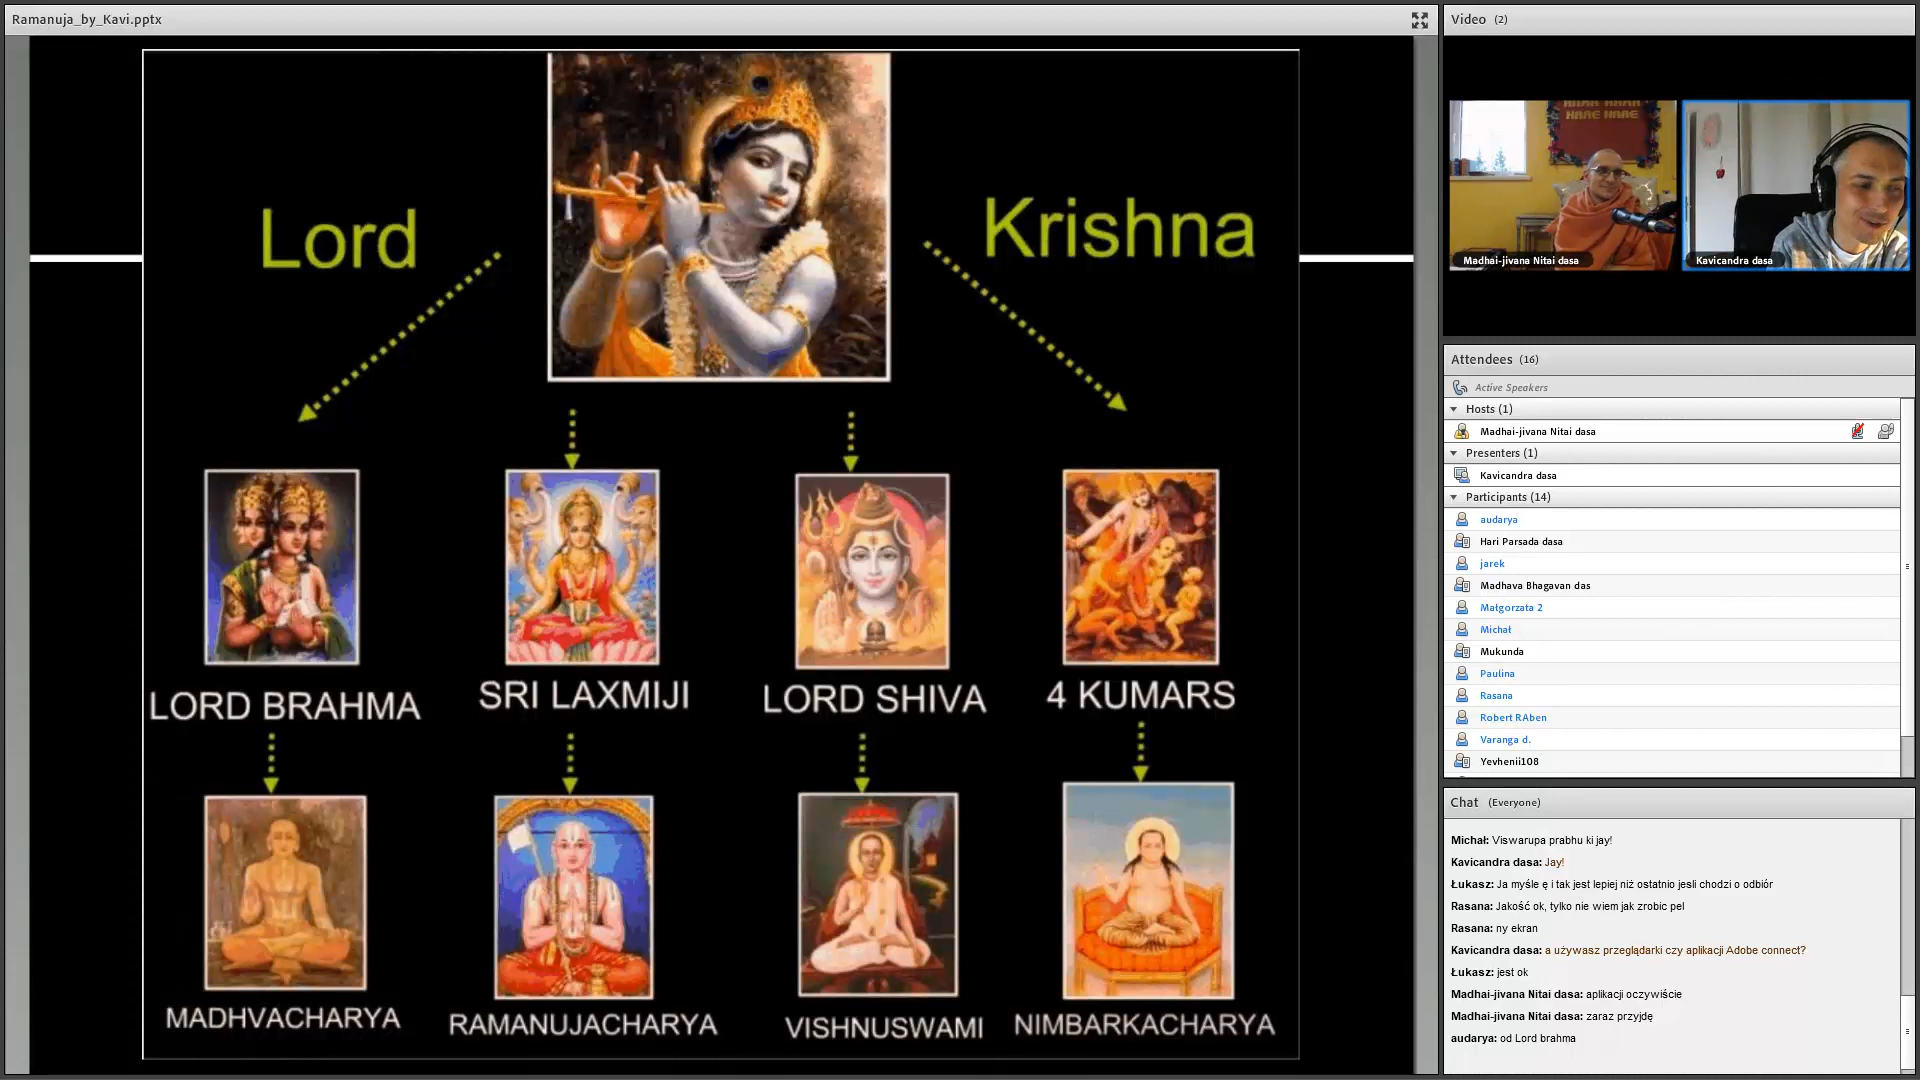 Ramanuja_by_Kavi.pptx
Lord
Krishna
LORD BRAHMA
SRI LAXMIJI
LORD SHIVA
4 KUMARS
MADHVACHARYA
RAMANUJACHARYA
VISHNUSWAMI
NIMBARKACHARYA
Video (2)
HARE HARE
Madhai-jivana Nitai dasa
Kavicandra dasa
Attendees (16)
Active Speakers
Hosts (1)
Madhai-jivana Nitai dasa
Presenters (1)
Kavicandra dasa
Participants (14)
audarya
Hari Parsada dasa
jarek
Madhava Bhagavan das
Małgorzata 2
Michał
Mukunda
Paulina
Rasana
Robert RAben
Varanga d.
Yevhenii108
Chat (Everyone)
Michał: Viswarupa prabhu ki jay!
Kavicandra dasa: Jay!
Łukasz: Ja myśle ę i tak jest lepiej niż ostatnio jesli chodzi o odbiór
Rasana: Jakość ok, tylko nie wiem jak zrobic pel
Rasana: ny ekran
Kavicandra dasa: a używasz przeglądarki czy aplikacji Adobe connect?
Łukasz: jest ok
Madhai-jivana Nitai dasa: aplikacji oczywiście
Madhai-jivana Nitai dasa: zaraz przyjdę
audarya: od Lord brahma